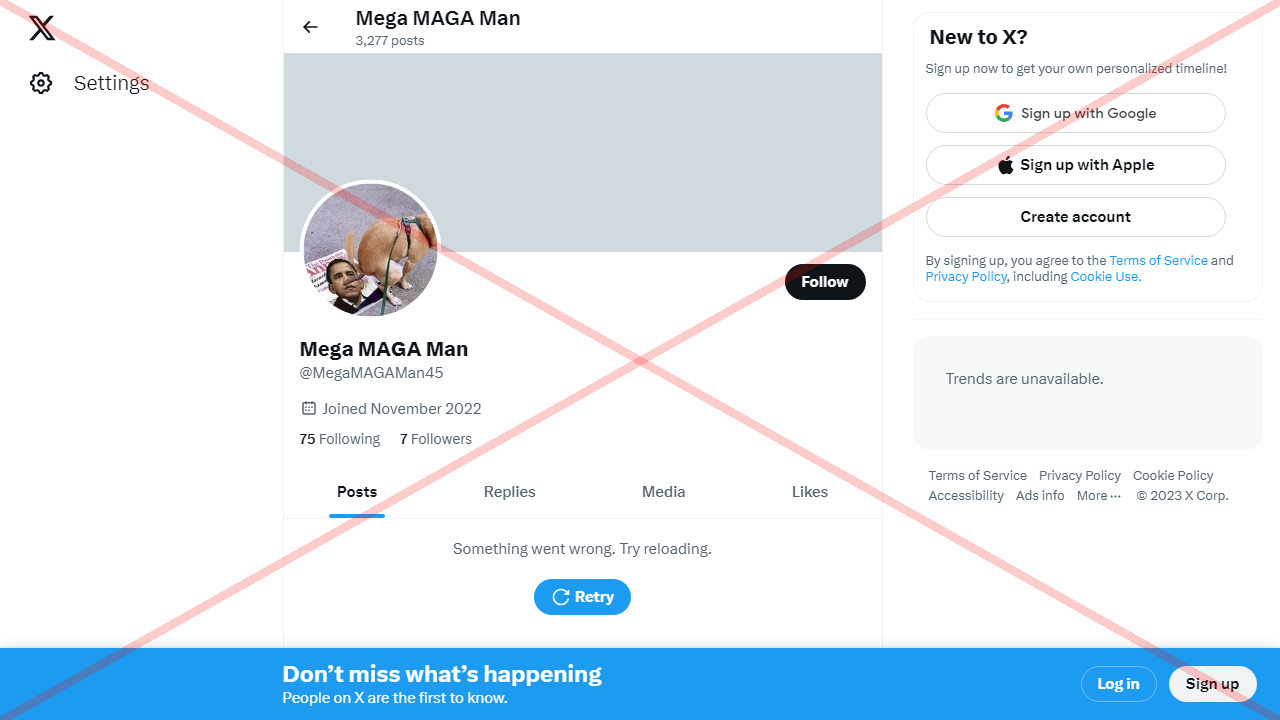 Mega MAGA Man
3,277 posts
Settings
Follow
Mega MAGA Man
@MegaMAGAMan45
Joined November 2022
75 Following 7 Followers
Posts Replies Media Likes
Something went wrong. Try reloading.
Retry
New to X?
Sign up now to get your own personalized timeline!
Sign up with Google
Sign up with Apple
Create account
By signing up, you agree to the Terms of Service and
Privacy Policy, including Cookie Use.
Trends are unavailable.
Terms of Service Privacy Policy Cookie Policy
Accessibility Ads info More ··· © 2023 X Corp.
Don’t miss what’s happening
People on X are the first to know.
Log in Sign up